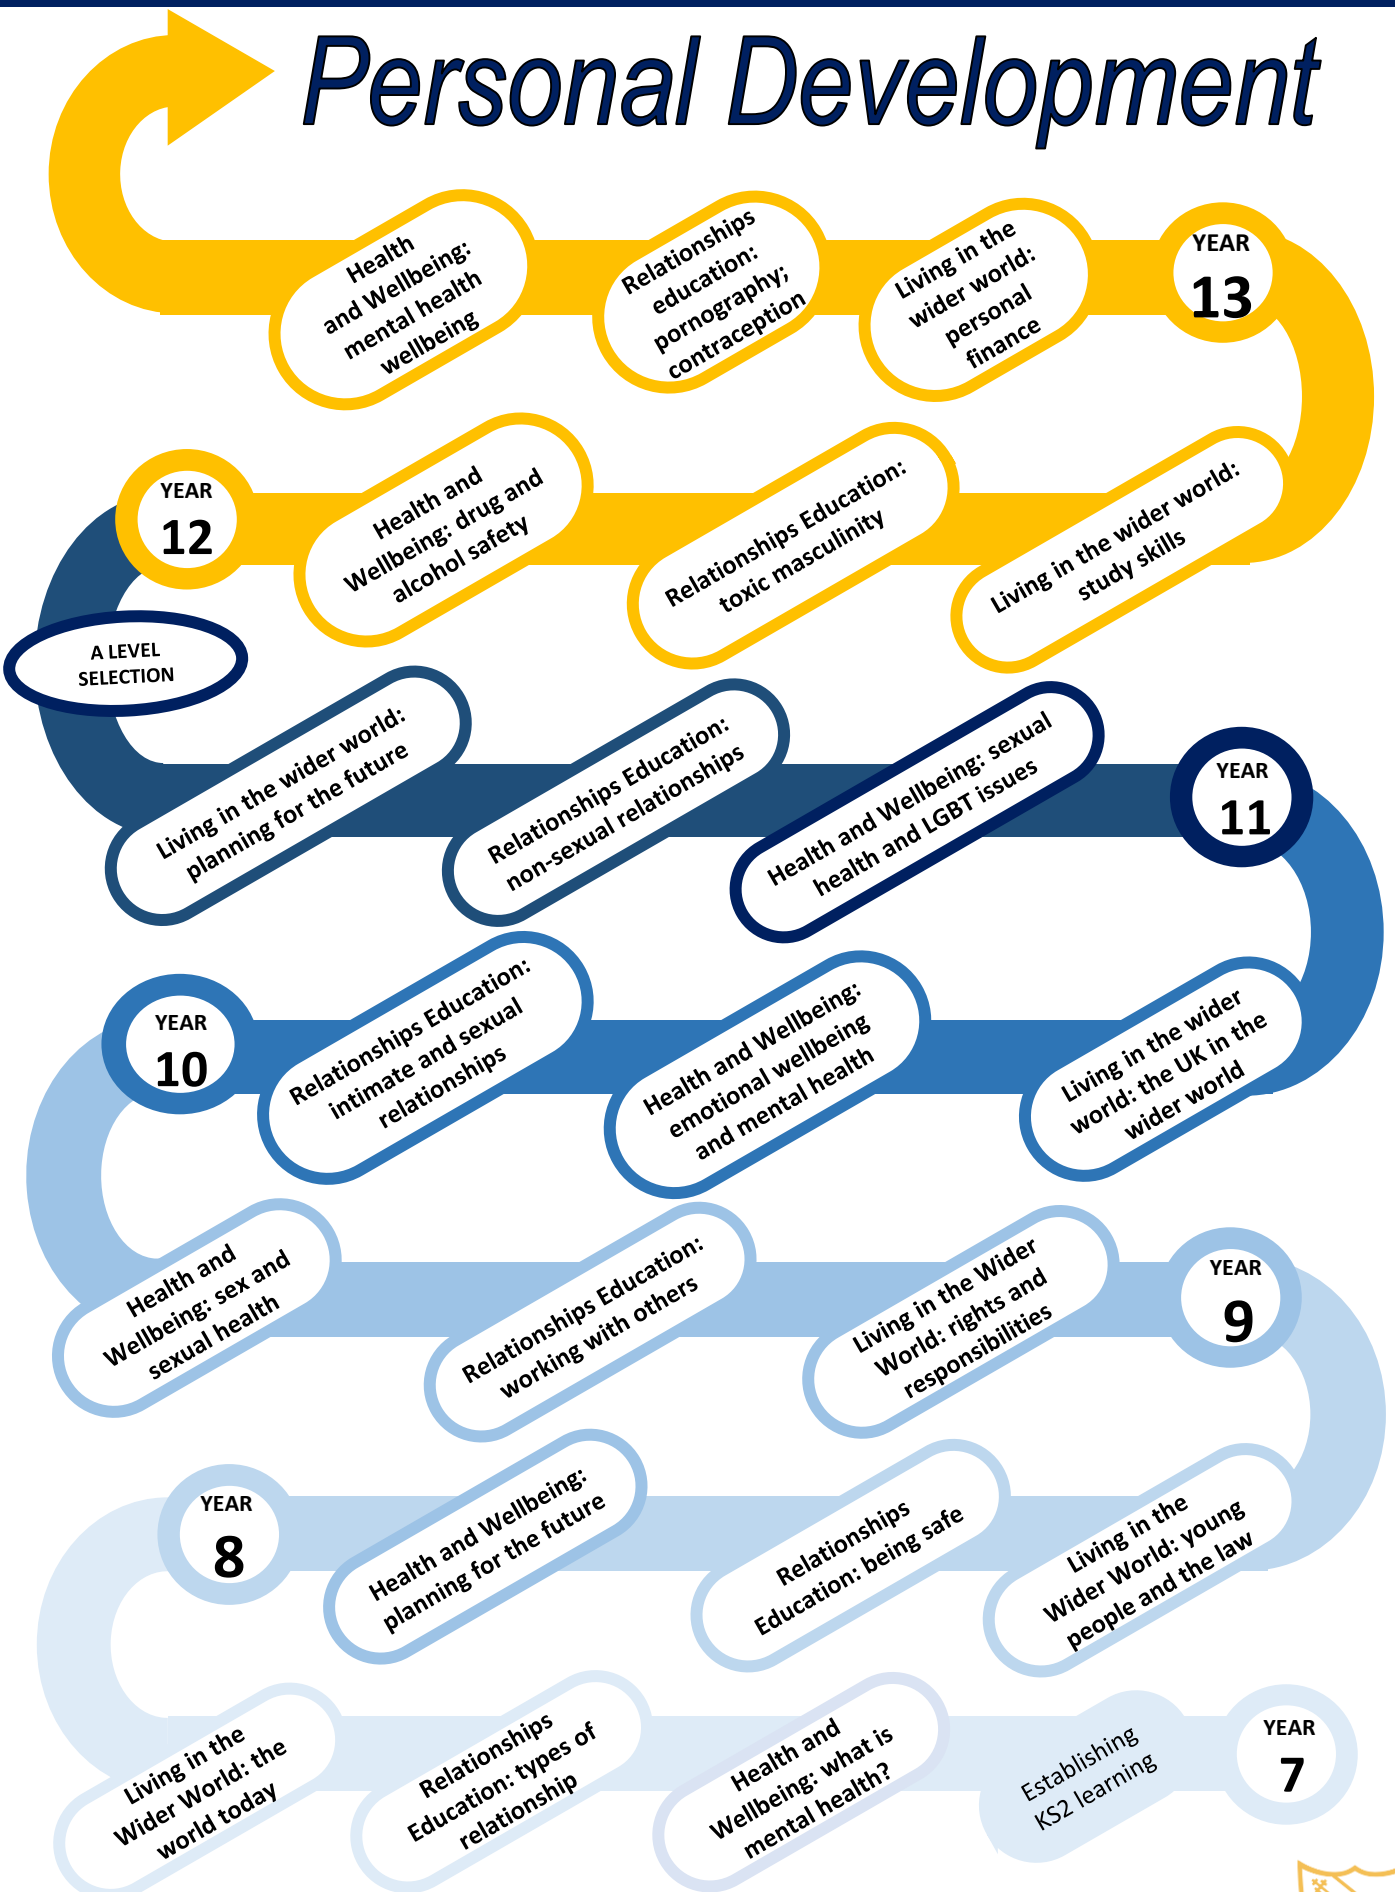 Personal Development
Health
and Wellbeing:
mental health
wellbeing
Relationships
education:
pornography;
contraception
Living in the
wider world:
personal
finance
YEAR
13
YEAR
12
Health and
Wellbeing: drug and
alcohol safety
Relationships Education:
toxic masculinity
Living in the wider world:
study skills
A LEVEL
SELECTION
Living in the wider world:
planning for the future
Relationships Education:
non-sexual relationships
Health and Wellbeing: sexual
health and LGBT issues
YEAR
11
YEAR
10
Relationships Education:
intimate and sexual
relationships
Health and Wellbeing:
emotional wellbeing
and mental health
Living in the wider
world: the UK in the
wider world
Health and
Wellbeing: sex and
sexual health
Relationships Education:
working with others
Living in the Wider
World: rights and
responsibilities
YEAR
9
YEAR
8
Health and Wellbeing:
planning for the future
Relationships
Education: being safe
Living in the
Wider World: young
people and the law
Living in the
Wider World: the
world today
Relationships
Education: types of
relationship
Health and
Wellbeing: what is
mental health?
Establishing
KS2 learning
YEAR
7